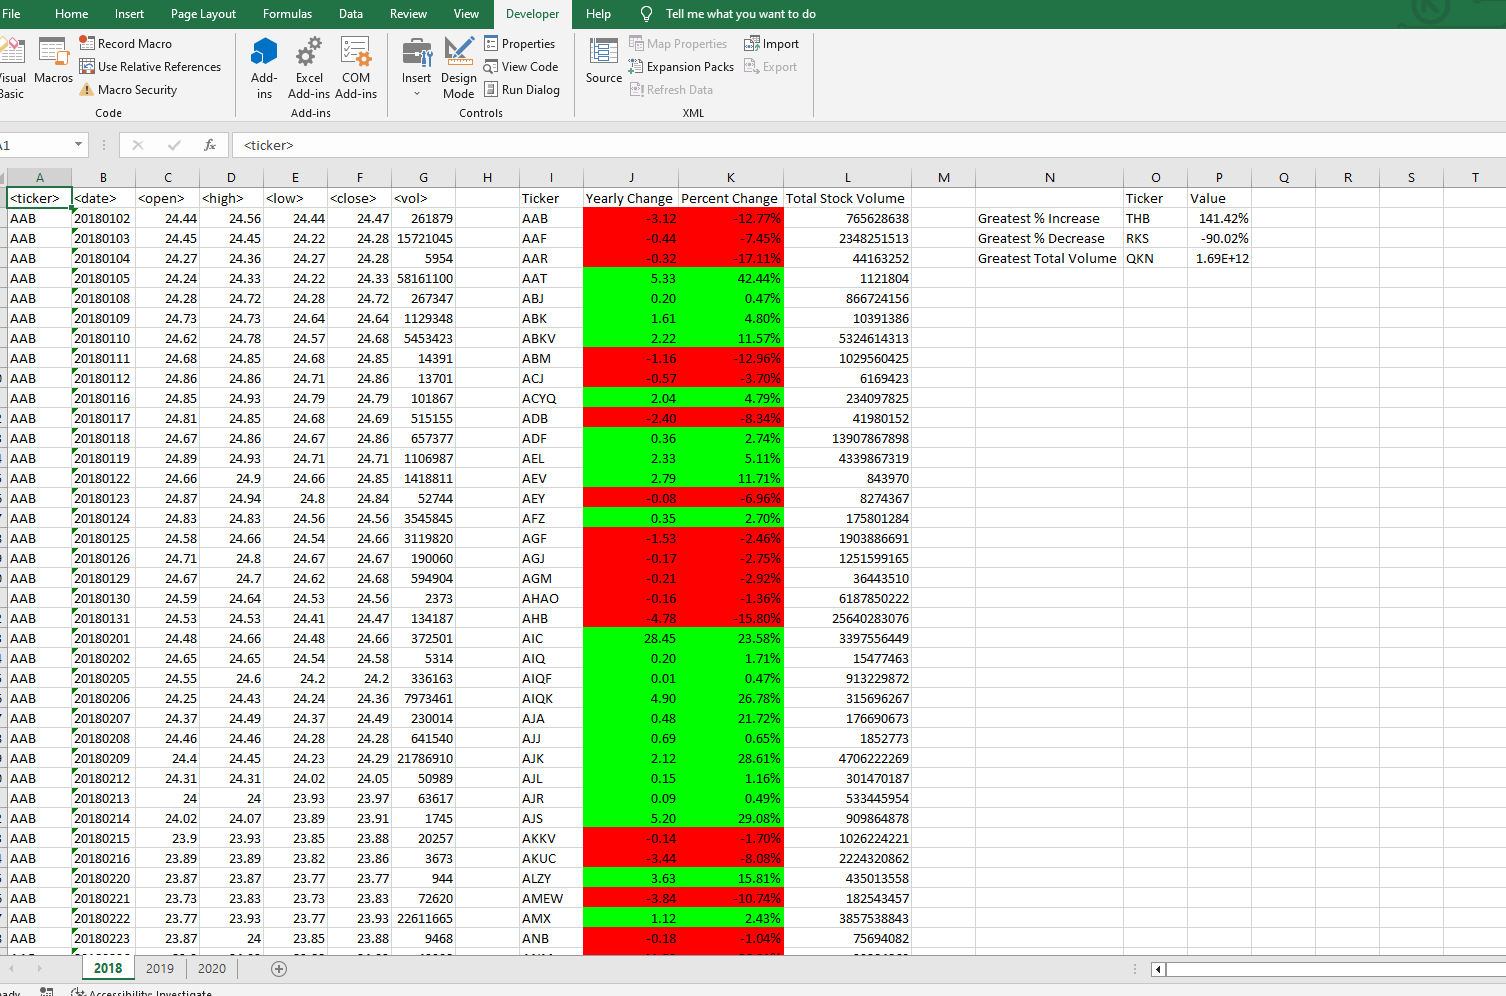 File Home Insert Page Layout Formulas Data Review View Developer Help Tell me what you want to do
Record Macro Properties Map Properties Import
Use Relative References View Code Expansion Packs Export
Macro Security Run Dialog Refresh Data
Macros Add-ins Excel Add-ins COM Add-ins Insert Design Mode Source
Code Add-ins Controls XML
<ticker>
A B C D E F G H I J K L M N O P Q R S T
<ticker> <date> <open> <high> <low> <close> <vol> Ticker Yearly Change Percent Change Total Stock Volume Ticker Value
AAB 20180102 24.44 24.56 24.44 24.47 261879 AAB -3.12 -12.77% 765628638 Greatest % Increase THB 141.42%
AAB 20180103 24.45 24.45 24.22 24.28 15721045 AAF -0.44 -7.45% 2348251513 Greatest % Decrease RKS -90.02%
AAB 20180104 24.27 24.36 24.27 24.28 5954 AAR -0.32 -17.11% 44163252 Greatest Total Volume QKN 1.69E+12
AAB 20180105 24.24 24.33 24.22 24.33 58161100 AAT 5.33 42.44% 1121804
AAB 20180108 24.28 24.72 24.28 24.72 267347 ABJ 0.20 0.47% 866724156
AAB 20180109 24.73 24.73 24.64 24.64 1129348 ABK 1.61 4.80% 10391386
AAB 20180110 24.62 24.78 24.57 24.68 5453423 ABKV 2.22 11.57% 5324614313
AAB 20180111 24.68 24.85 24.68 24.85 14391 ABM -1.16 -12.96% 1029560425
AAB 20180112 24.86 24.86 24.71 24.86 13701 ACJ -0.57 -3.70% 6169423
AAB 20180116 24.85 24.93 24.79 24.79 101867 ACYQ 2.04 4.79% 234097825
AAB 20180117 24.81 24.85 24.68 24.69 515155 ADB -2.40 -8.34% 41980152
AAB 20180118 24.67 24.86 24.67 24.86 657377 ADF 0.36 2.74% 13907867898
AAB 20180119 24.89 24.93 24.71 24.71 1106987 AEL 2.33 5.11% 4339867319
AAB 20180122 24.66 24.9 24.66 24.85 1418811 AEV 2.79 11.71% 843970
AAB 20180123 24.87 24.94 24.8 24.84 52744 AEY -0.08 -6.96% 8274367
AAB 20180124 24.83 24.83 24.56 24.56 3545845 AFZ 0.35 2.70% 175801284
AAB 20180125 24.58 24.66 24.54 24.66 3119820 AGF -1.53 -2.46% 1903886691
AAB 20180126 24.71 24.8 24.67 24.67 190060 AGJ -0.17 -2.75% 1251599165
AAB 20180129 24.67 24.7 24.62 24.68 594904 AGM -0.21 -2.92% 36443510
AAB 20180130 24.59 24.64 24.53 24.56 2373 AHAO -0.16 -1.36% 6187850222
AAB 20180131 24.53 24.53 24.41 24.47 134187 AHB -4.78 -15.80% 25640283076
AAB 20180201 24.48 24.66 24.48 24.66 372501 AIC 28.45 23.58% 3397556449
AAB 20180202 24.65 24.65 24.54 24.58 5314 AIQ 0.20 1.71% 15477463
AAB 20180205 24.55 24.6 24.2 24.2 336163 AIQF 0.01 0.47% 913229872
AAB 20180206 24.25 24.43 24.24 24.36 7973461 AIQK 4.90 26.78% 315696267
AAB 20180207 24.37 24.49 24.37 24.49 230014 AJA 0.48 21.72% 176690673
AAB 20180208 24.46 24.46 24.28 24.28 641540 AJJ 0.69 0.65% 1852773
AAB 20180209 24.4 24.45 24.23 24.29 21786910 AJK 2.12 28.61% 4706222269
AAB 20180212 24.31 24.31 24.02 24.05 50989 AJL 0.15 1.16% 301470187
AAB 20180213 24 24 23.93 23.97 63617 AJR 0.09 0.49% 533445954
AAB 20180214 24.02 24.07 23.89 23.91 1745 AJS 5.20 29.08% 909864878
AAB 20180215 23.9 23.93 23.85 23.88 20257 AKKV -0.14 -1.70% 1026224221
AAB 20180216 23.89 23.89 23.82 23.86 3673 AKUC -3.44 -8.08% 2224320862
AAB 20180220 23.87 23.87 23.77 23.77 944 ALZY 3.63 15.81% 435013558
AAB 20180221 23.73 23.83 23.73 23.83 72620 AMEW -3.84 -10.74% 182543457
AAB 20180222 23.77 23.93 23.77 23.93 22611665 AMX 1.12 2.43% 3857538843
AAB 20180223 23.87 24 23.85 23.88 9468 ANB -0.18 -1.04% 75694082
2018 2019 2020
Accessibility: Investigate